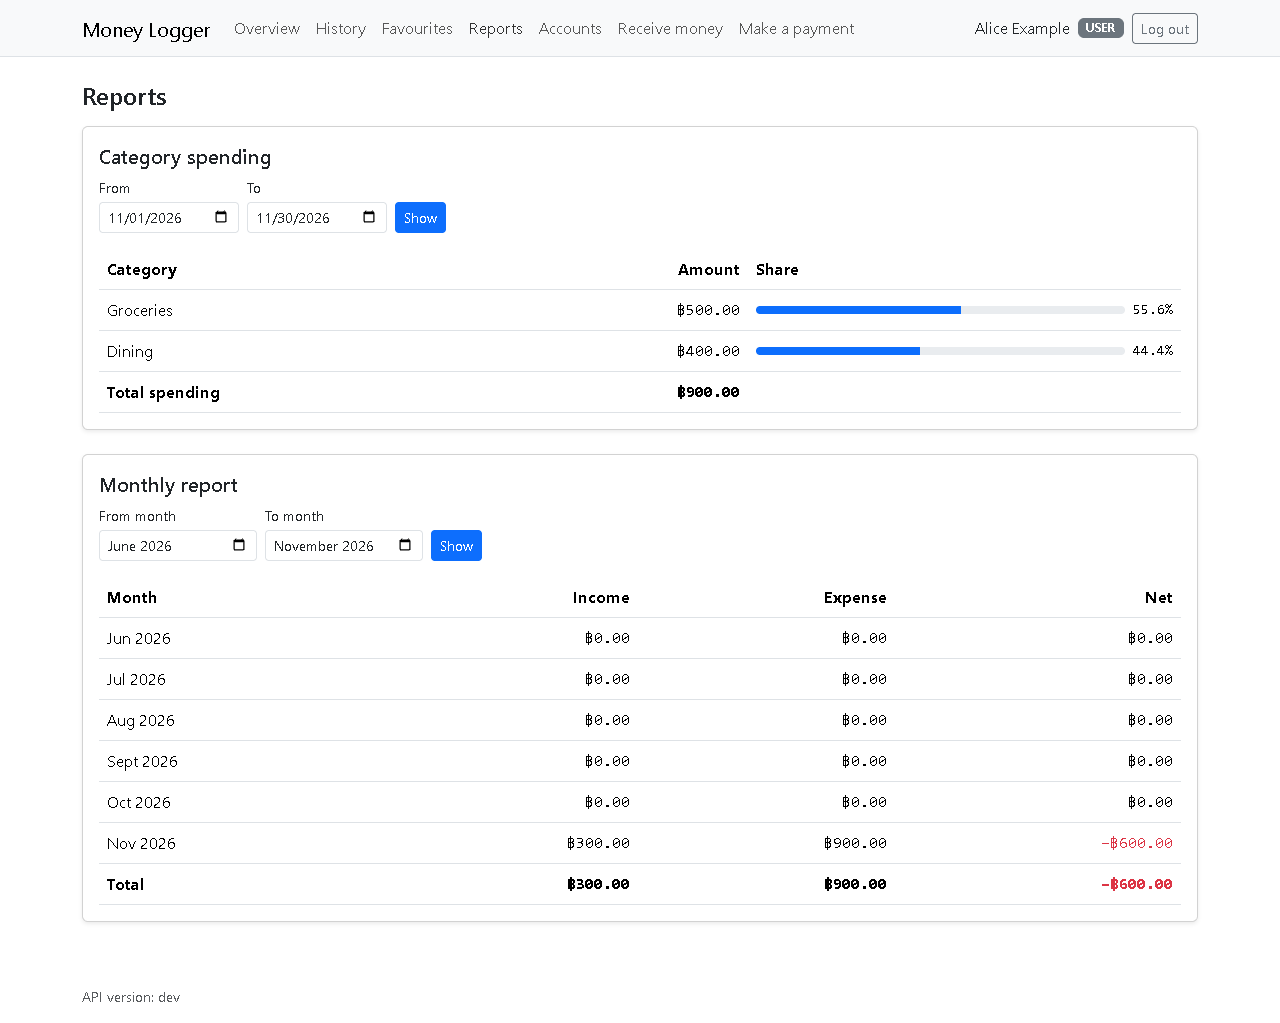 Money Logger Overview History Favourites Reports Accounts Receive money Make a payment Alice Example USER Log out
Reports
Category spending
From To
11/01/2026 11/30/2026 Show
Category Amount Share
Groceries ฿500.00 55.6%
Dining ฿400.00 44.4%
Total spending ฿900.00
Monthly report
From month To month
June 2026 November 2026 Show
Month Income Expense Net
Jun 2026 ฿0.00 ฿0.00 ฿0.00
Jul 2026 ฿0.00 ฿0.00 ฿0.00
Aug 2026 ฿0.00 ฿0.00 ฿0.00
Sept 2026 ฿0.00 ฿0.00 ฿0.00
Oct 2026 ฿0.00 ฿0.00 ฿0.00
Nov 2026 ฿300.00 ฿900.00 -฿600.00
Total ฿300.00 ฿900.00 -฿600.00
API version: dev